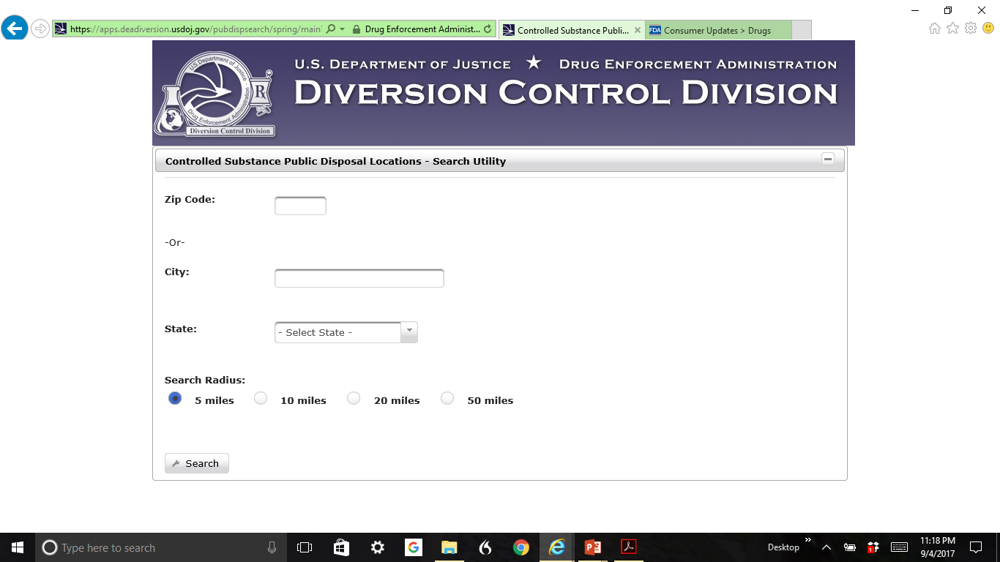 https://apps.deadiversion.usdoj.gov/pubdispsearch/spring/main?
Drug Enforcement Administ...
Controlled Substance Publi...
FDA Consumer Updates > Drugs
U.S. Department of Justice
Drug Enforcement Administration
Rx
Diversion Control Division
U.S. DEPARTMENT OF JUSTICE ★ DRUG ENFORCEMENT ADMINISTRATION
DIVERSION CONTROL DIVISION
Controlled Substance Public Disposal Locations - Search Utility
Zip Code:
-Or-
City:
State:
- Select State -
Search Radius:
5 miles
10 miles
20 miles
50 miles
Search
Type here to search
Desktop
11:18 PM
9/4/2017